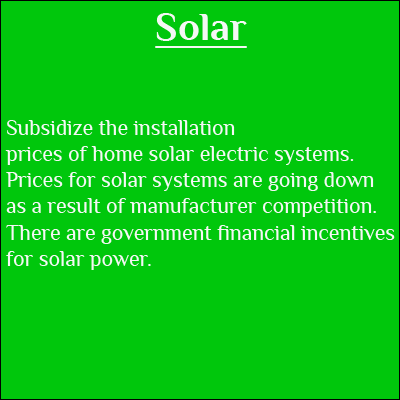 Solar
Subsidize the installation
prices of home solar electric systems.
Prices for solar systems are going down
as a result of manufacturer competition.
There are government financial incentives
for solar power.